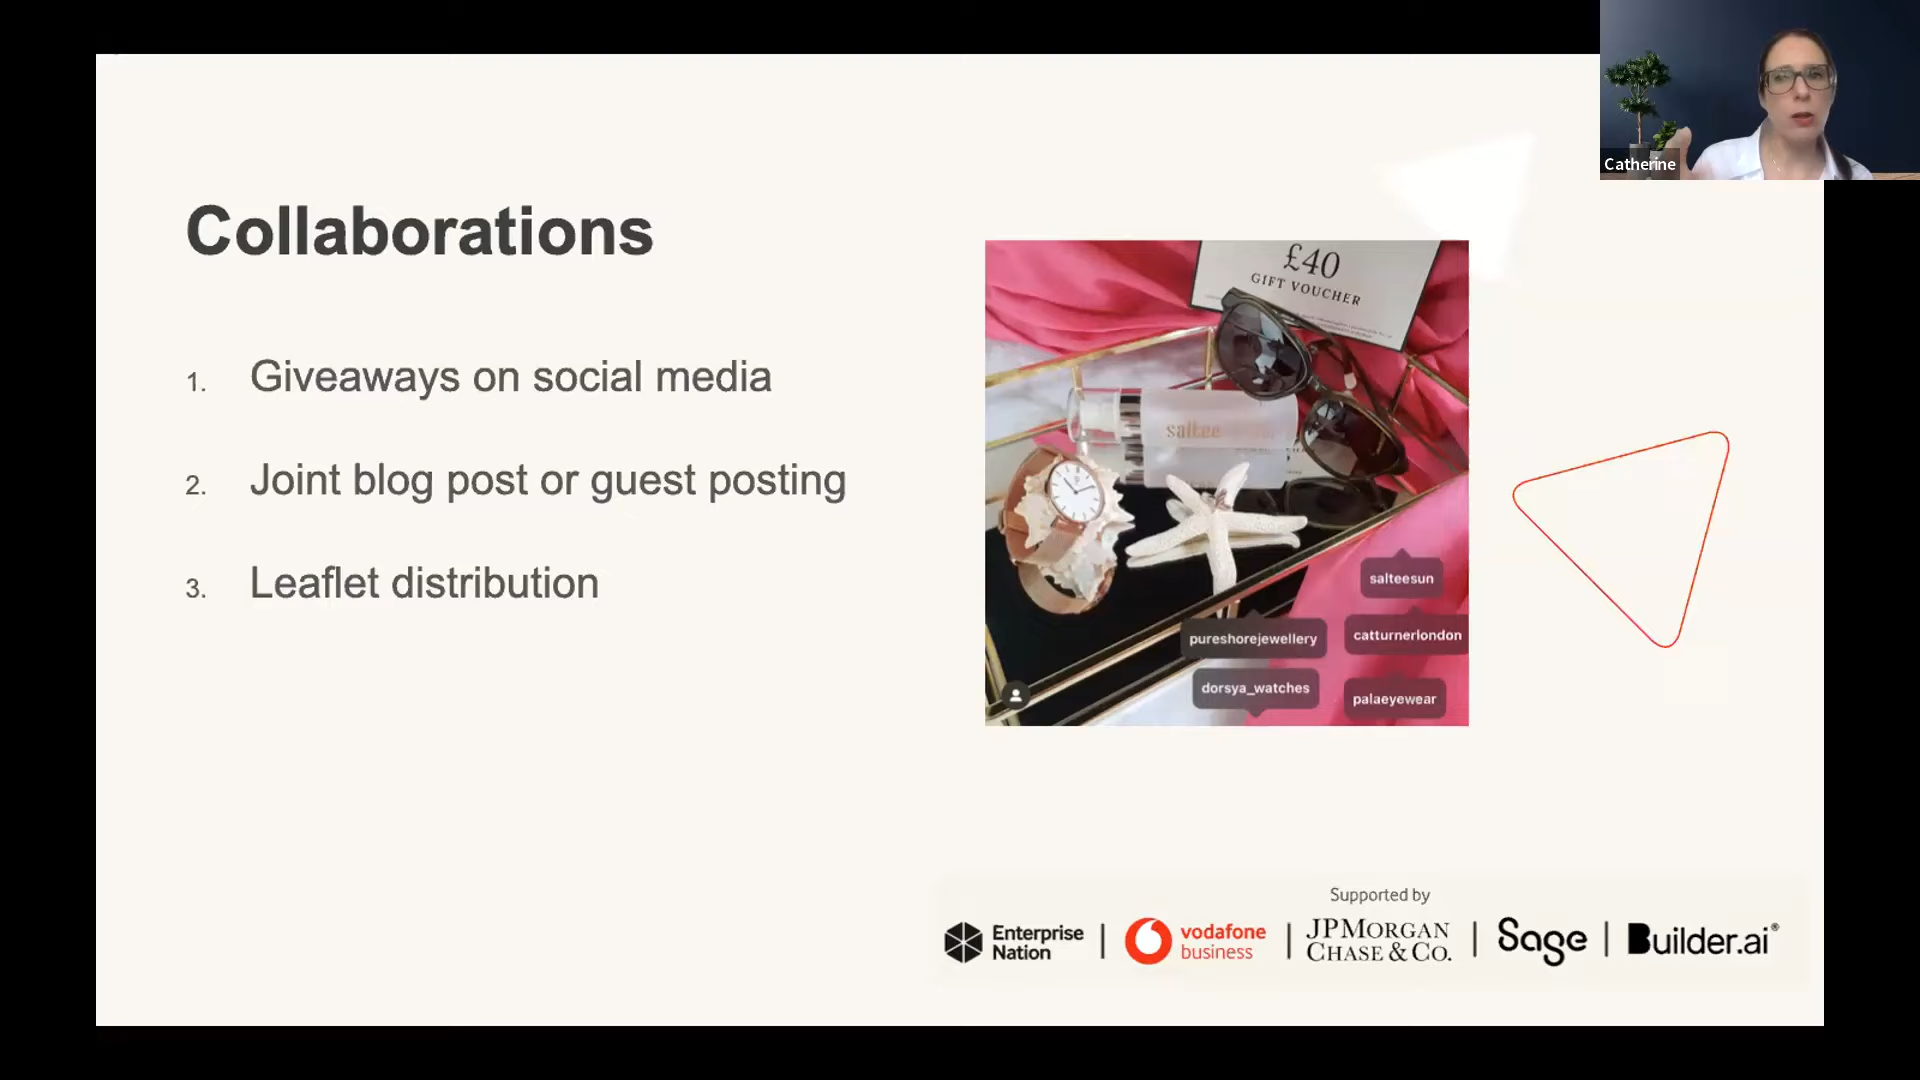 Catherine
Collaborations
1. Giveaways on social media
2. Joint blog post or guest posting
3. Leaflet distribution
£40
GIFT VOUCHER
saltee
salteesun
pureshorejewellery
catturnerlondon
dorsya_watches
palaeyewear
Supported by
Enterprise
Nation
vodafone
business
JPMORGAN
CHASE & CO.
Sage
Builder.ai®